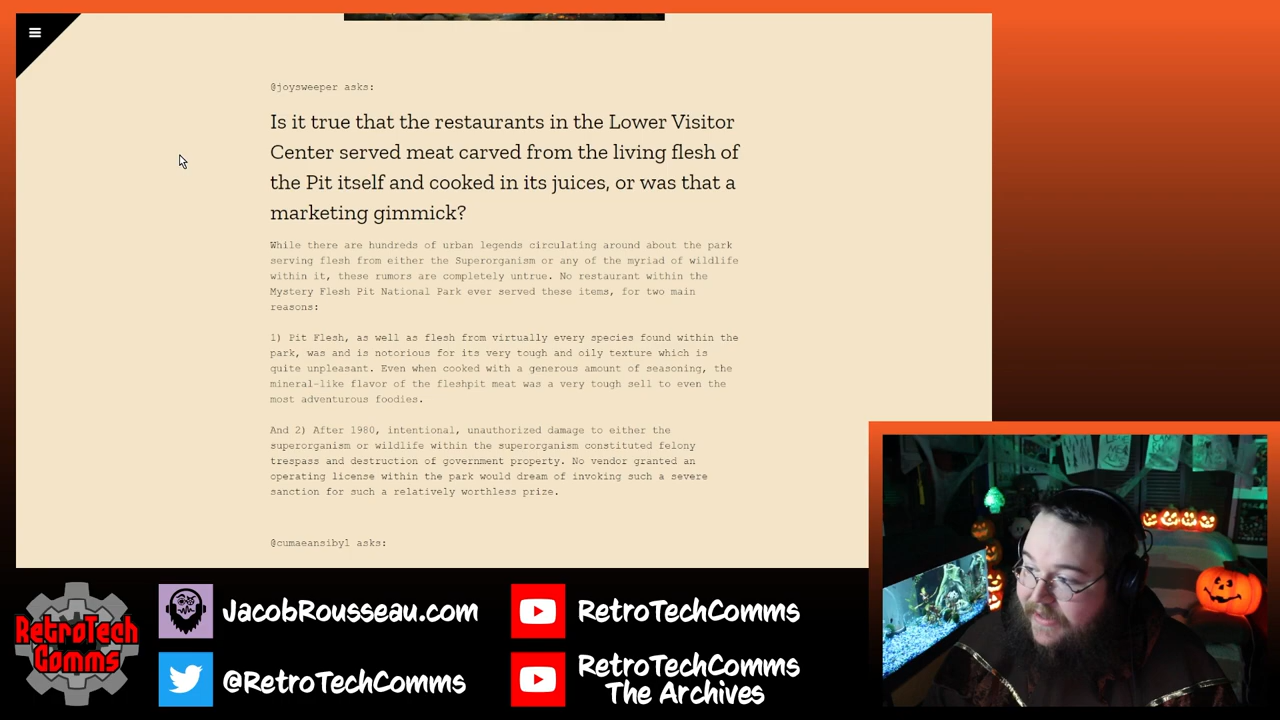 @joysweeper asks:
Is it true that the restaurants in the Lower Visitor
Center served meat carved from the living flesh of
the Pit itself and cooked in its juices, or was that a
marketing gimmick?
While there are hundreds of urban legends circulating around about the park
serving flesh from either the Superorganism or any of the myriad of wildlife
within it, these rumors are completely untrue. No restaurant within the
Mystery Flesh Pit National Park ever served these items, for two main
reasons:
1) Pit Flesh, as well as flesh from virtually every species found within the
park, was and is notorious for its very tough and oily texture which is
quite unpleasant. Even when cooked with a generous amount of seasoning, the
mineral-like flavor of the fleshpit meat was a very tough sell to even the
most adventurous foodies.
And 2) After 1980, intentional, unauthorized damage to either the
superorganism or wildlife within the superorganism constituted felony
trespass and destruction of government property. No vendor granted an
operating license within the park would dream of invoking such a severe
sanction for such a relatively worthless prize.
@cumaeansibyl asks:
RetroTech
Comms
JacobRousseau.com
@RetroTechComms
RetroTechComms
RetroTechComms
The Archives